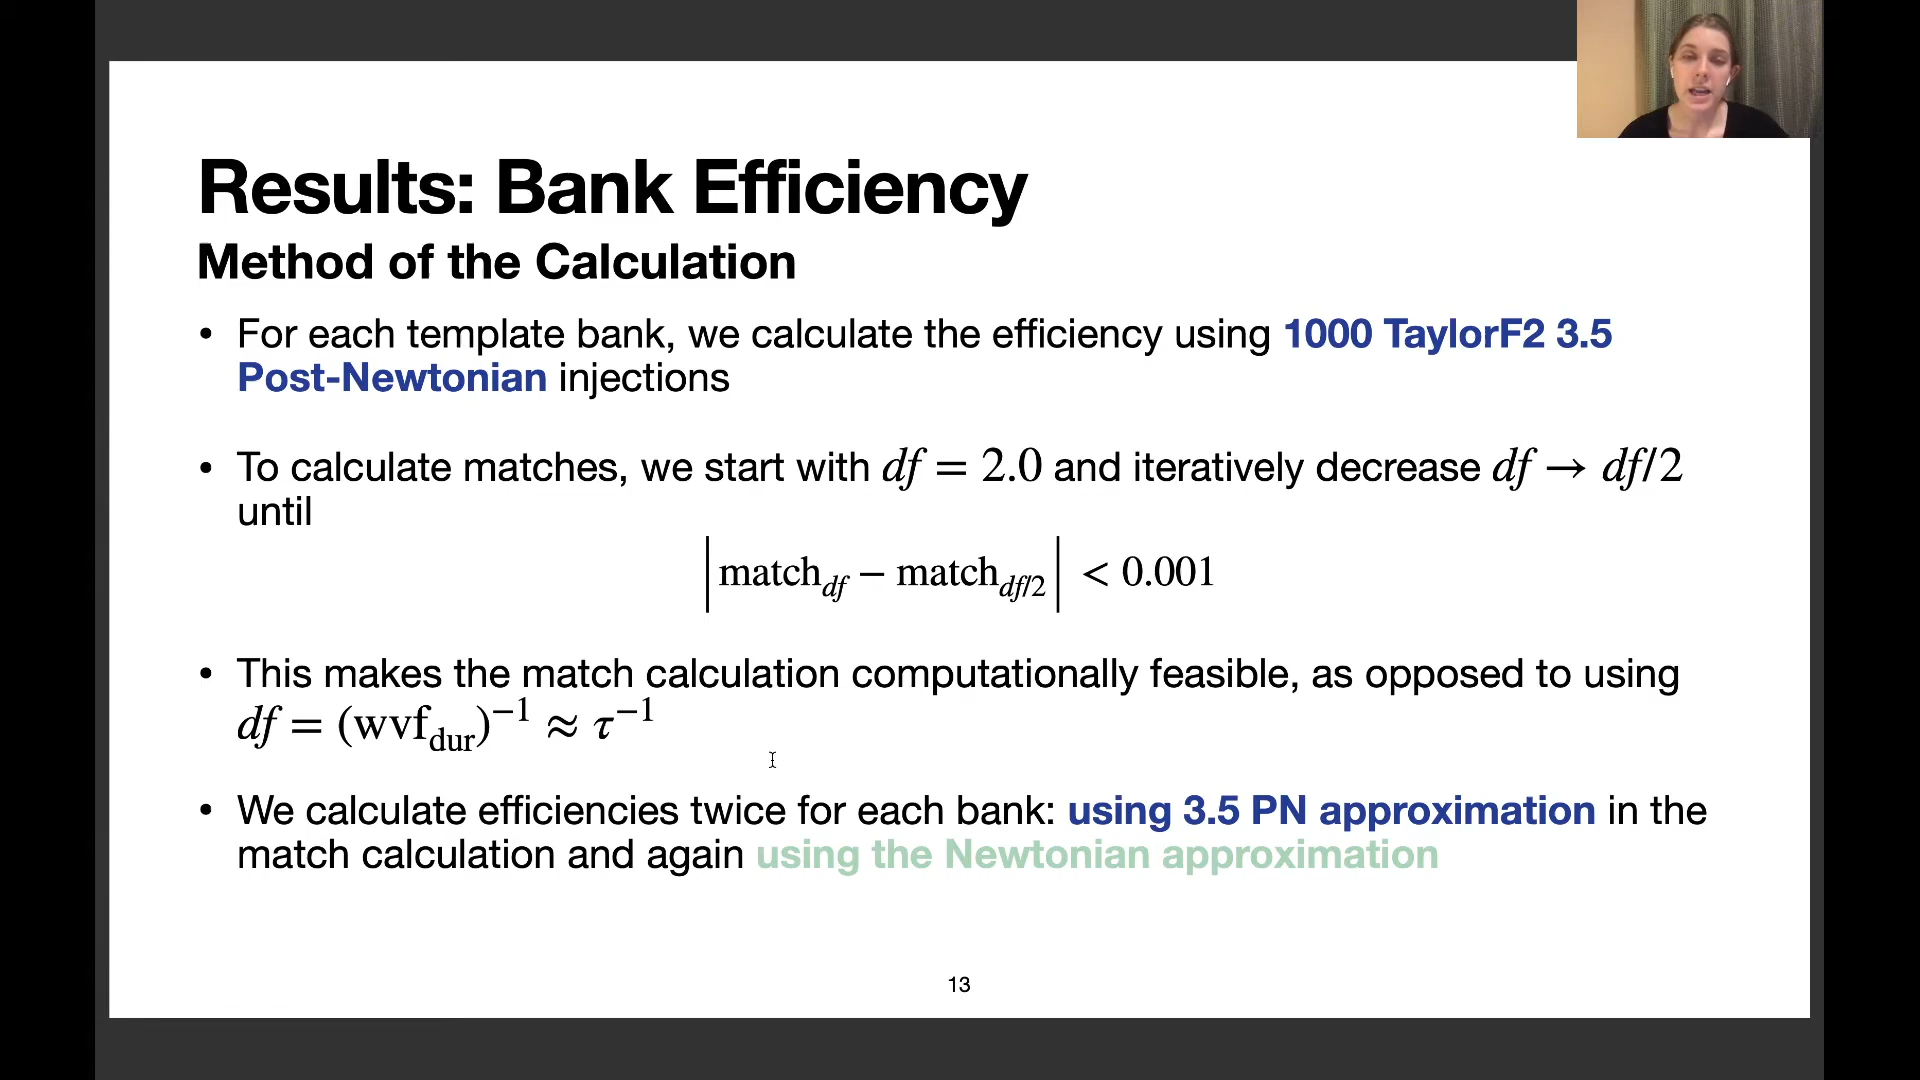 Results: Bank Efficiency
Method of the Calculation
• For each template bank, we calculate the efficiency using 1000 TaylorF2 3.5
Post-Newtonian injections
• To calculate matches, we start with df = 2.0 and iteratively decrease df → df/2
until
|match_df − match_df/2| < 0.001
• This makes the match calculation computationally feasible, as opposed to using
df = (wvf_dur)⁻¹ ≈ τ⁻¹
• We calculate efficiencies twice for each bank: using 3.5 PN approximation in the
match calculation and again using the Newtonian approximation
13